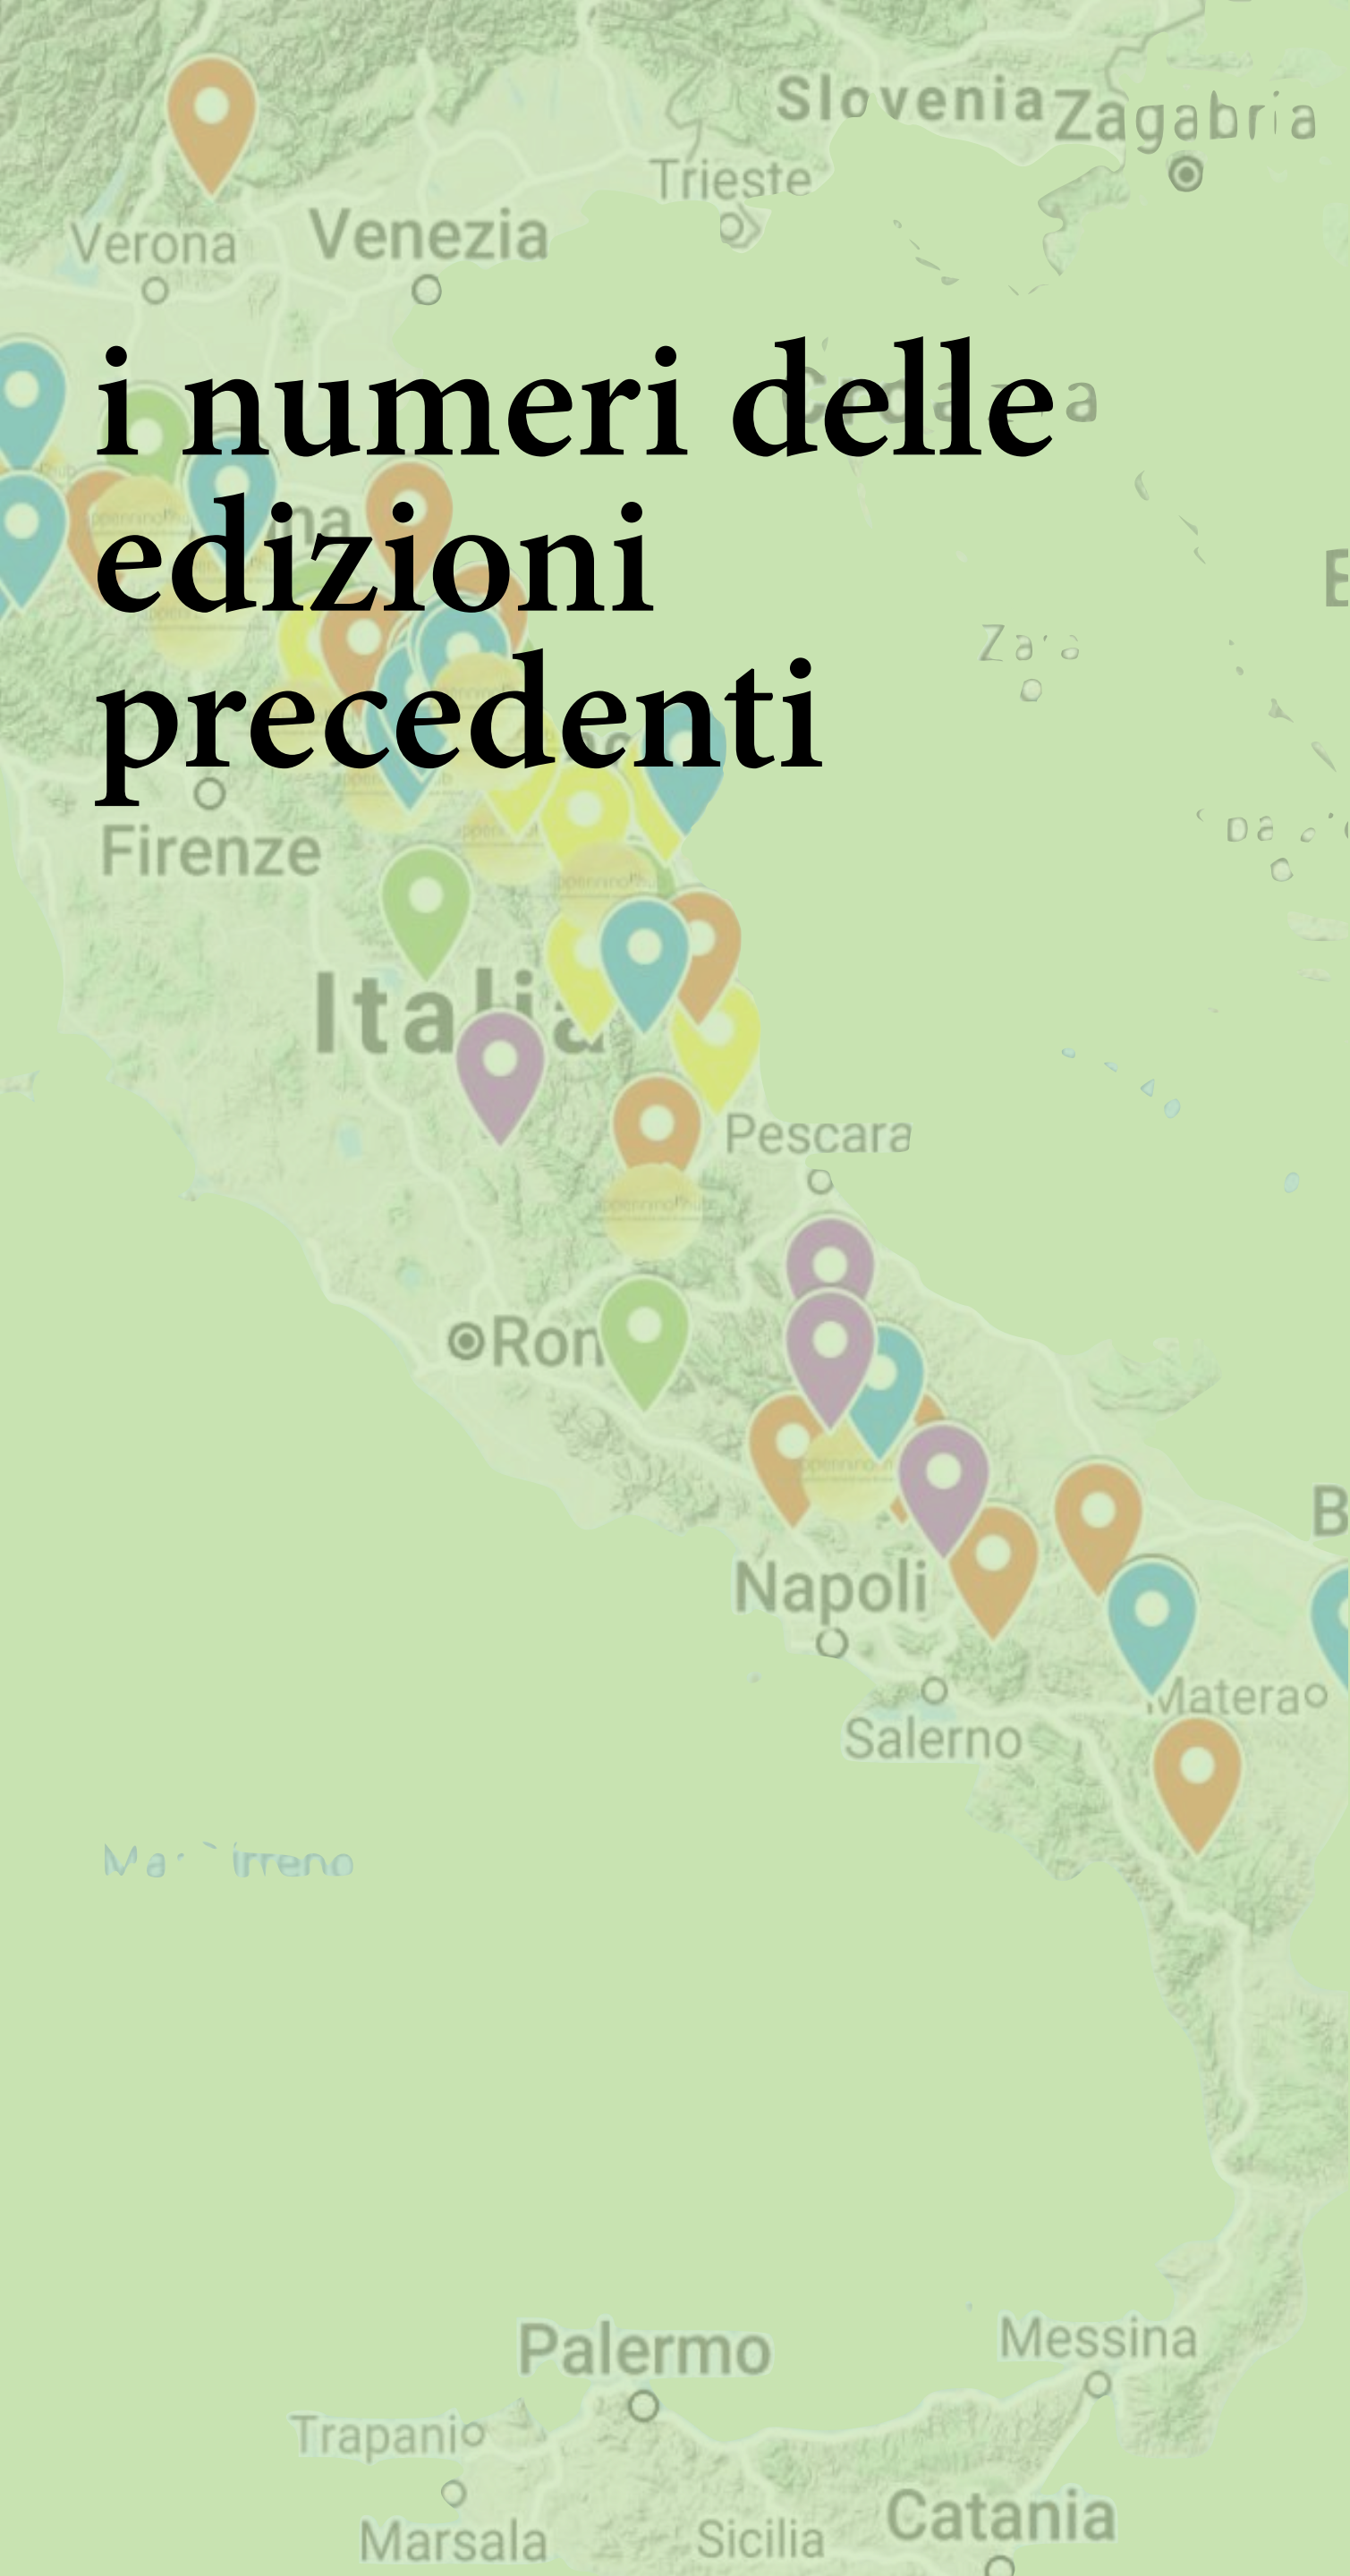 Slovenia
Zagabria
Trieste
Verona
Venezia
i numeri delle
edizioni
precedenti
Firenze
Italia
Pescara
Napoli
Matera
Salerno
Palermo
Messina
Trapani
Catania
Marsala
Sicilia